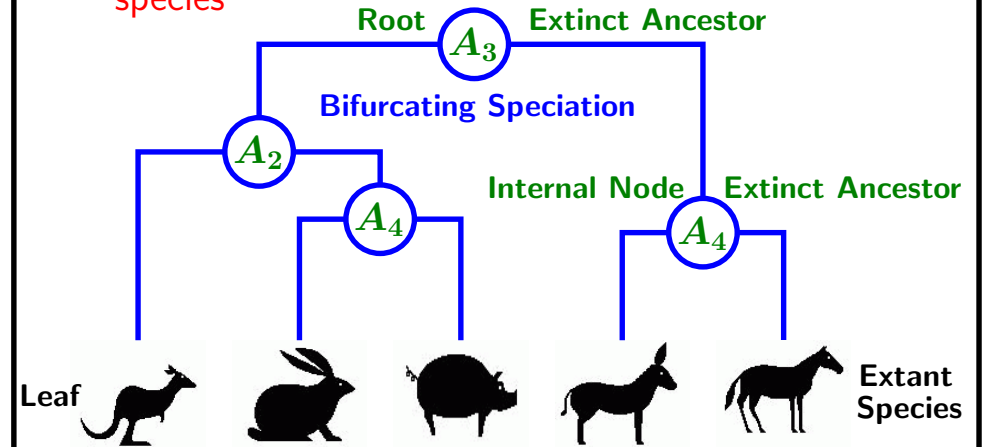 species
Root A3 Extinct Ancestor
Bifurcating Speciation
A2
Internal Node Extinct Ancestor
A4
A4
Leaf
Extant
Species